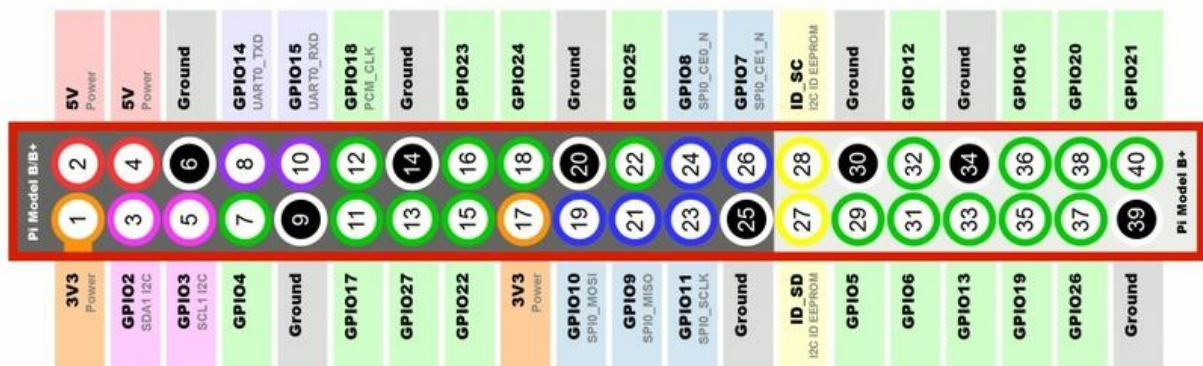 5V
Power
5V
Power
Ground
GPIO14
UART0_TXD
GPIO15
UART0_RXD
GPIO18
PCM_CLK
Ground
GPIO23
GPIO24
Ground
GPIO25
GPIO8
SPI0_CE0_N
GPIO7
SPI0_CE1_N
ID_SC
I2C ID EEPROM
Ground
GPIO12
Ground
GPIO16
GPIO20
GPIO21
Pi Model B/B+
2 4 6 8 10 12 14 16 18 20 22 24 26 28 30 32 34 36 38 40
1 3 5 7 9 11 13 15 17 19 21 23 25 27 29 31 33 35 37 39
Pi Model B+
3V3
Power
GPIO2
SDA1 I2C
GPIO3
SCL1 I2C
GPIO4
Ground
GPIO17
GPIO27
GPIO22
3V3
Power
GPIO10
SPI0_MOSI
GPIO9
SPI0_MISO
GPIO11
SPI0_SCLK
Ground
ID_SD
I2C ID EEPROM
GPIO5
GPIO6
GPIO13
GPIO19
GPIO26
Ground